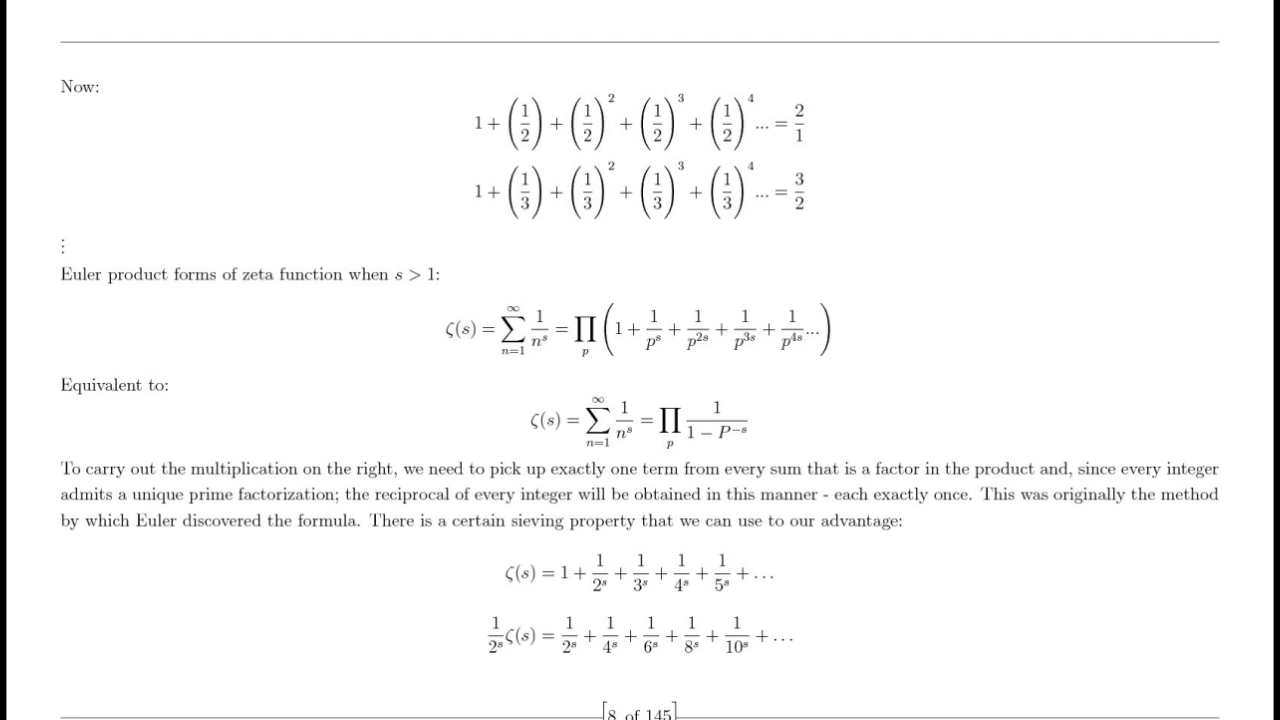 Now:
1 + (1/2) + (1/2)^2 + (1/2)^3 + (1/2)^4 ... = 2/1
1 + (1/3) + (1/3)^2 + (1/3)^3 + (1/3)^4 ... = 3/2
⋮
Euler product forms of zeta function when s > 1:
ζ(s) = ∑_{n=1}^{∞} 1/n^s = ∏_p (1 + 1/p^s + 1/p^{2s} + 1/p^{3s} + 1/p^{4s} ...)
Equivalent to:
ζ(s) = ∑_{n=1}^{∞} 1/n^s = ∏_p 1/(1 − P^{−s})
To carry out the multiplication on the right, we need to pick up exactly one term from every sum that is a factor in the product and, since every integer
admits a unique prime factorization; the reciprocal of every integer will be obtained in this manner - each exactly once. This was originally the method
by which Euler discovered the formula. There is a certain sieving property that we can use to our advantage:
ζ(s) = 1 + 1/2^s + 1/3^s + 1/4^s + 1/5^s + ...
1/2^s ζ(s) = 1/2^s + 1/4^s + 1/6^s + 1/8^s + 1/10^s + ...
[8 of 145]